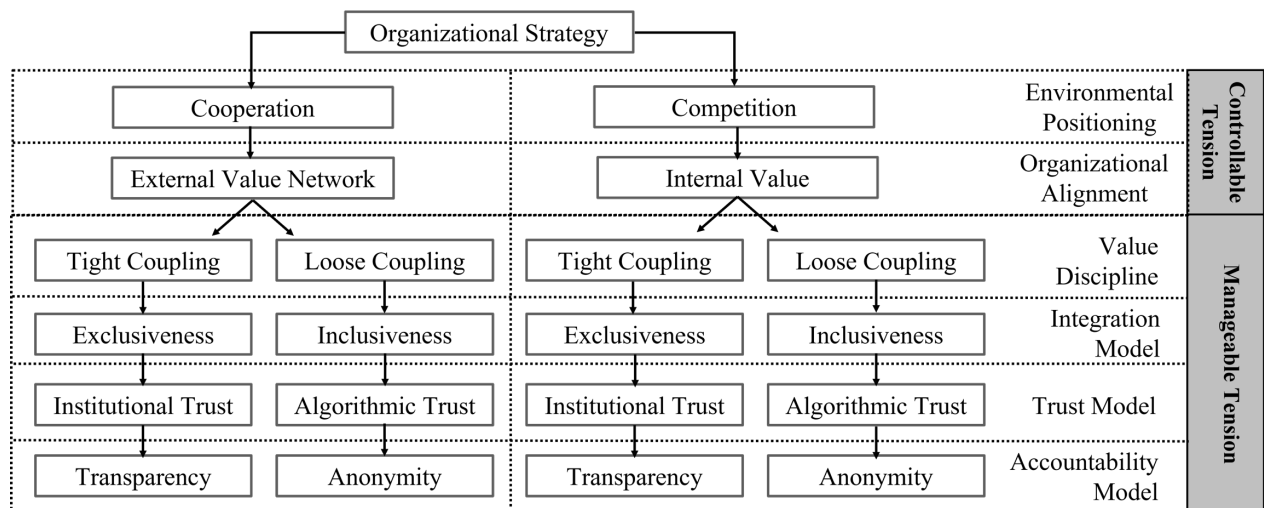 Organizational Strategy
Cooperation
Competition
Environmental
Positioning
External Value Network
Internal Value
Organizational
Alignment
Controllable
Tension
Tight Coupling
Loose Coupling
Tight Coupling
Loose Coupling
Value
Discipline
Exclusiveness
Inclusiveness
Exclusiveness
Inclusiveness
Integration
Model
Institutional Trust
Algorithmic Trust
Institutional Trust
Algorithmic Trust
Trust Model
Transparency
Anonymity
Transparency
Anonymity
Accountability
Model
Manageable Tension